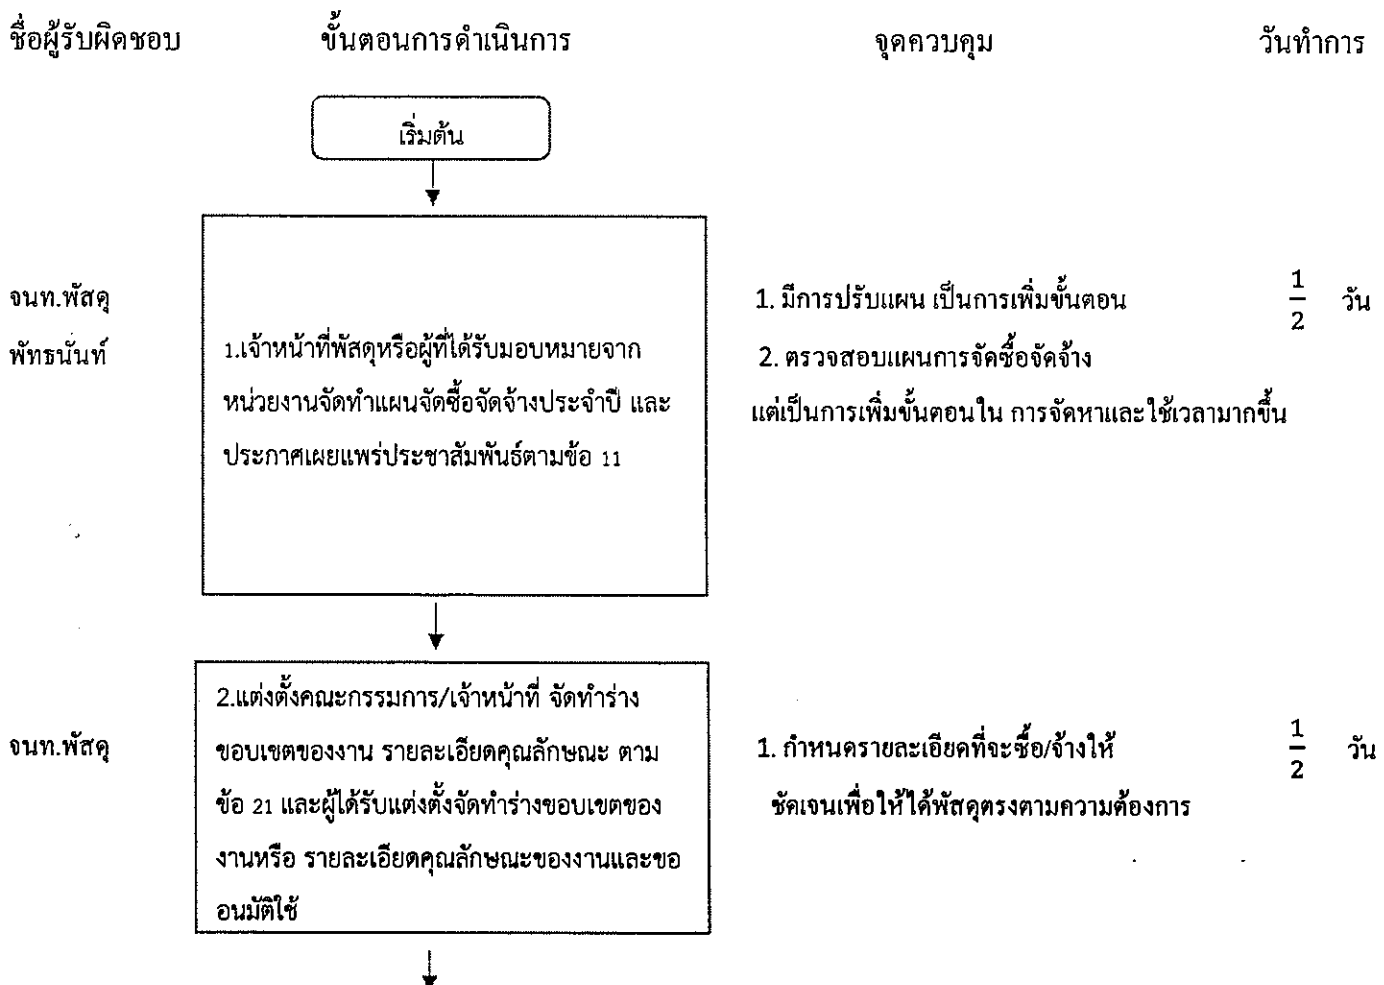 ชื่อผู้รับผิดชอบ ขั้นตอนการดำเนินการ จุดควบคุม วันทำการ
เริ่มต้น
จนท.พัสดุ
พัทธนันท์
1.เจ้าหน้าที่พัสดุหรือผู้ที่ได้รับมอบหมายจาก
หน่วยงานจัดทำแผนจัดซื้อจัดจ้างประจำปี และ
ประกาศเผยแพร่ประชาสัมพันธ์ตามข้อ 11
1. มีการปรับแผน เป็นการเพิ่มขั้นตอน
2. ตรวจสอบแผนการจัดซื้อจัดจ้าง
แต่เป็นการเพิ่มขั้นตอนใน การจัดหาและใช้เวลามากขึ้น
1/2 วัน
จนท.พัสดุ
2.แต่งตั้งคณะกรรมการ/เจ้าหน้าที่ จัดทำร่าง
ขอบเขตของงาน รายละเอียดคุณลักษณะ ตาม
ข้อ 21 และผู้ได้รับแต่งตั้งจัดทำร่างขอบเขตของ
งานหรือ รายละเอียดคุณลักษณะของงานและขอ
อนมัติใช้
1. กำหนดรายละเอียดที่จะซื้อ/จ้างให้
ชัดเจนเพื่อให้ได้พัสดุตรงตามความต้องการ
1/2 วัน